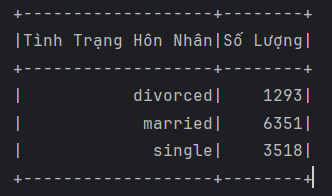 +-------------------+--------+
|Tình Trạng Hôn Nhân|Số Lượng|
+-------------------+--------+
|           divorced|    1293|
|            married|    6351|
|             single|    3518|
+-------------------+--------+